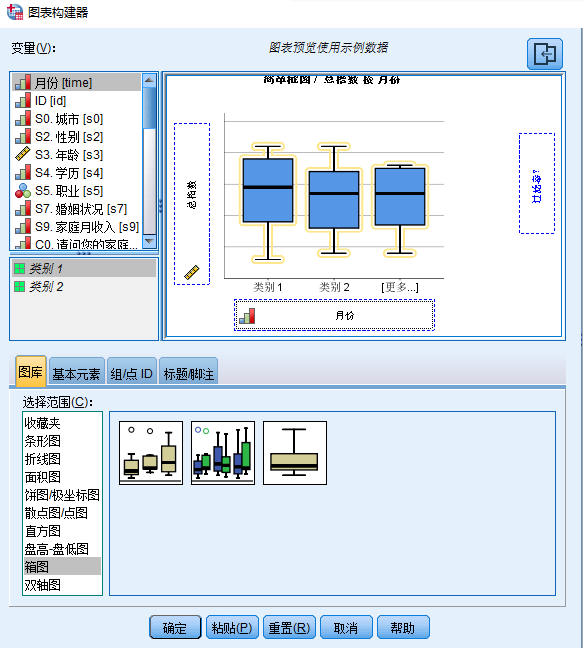 图表构建器
变量(V):
图表预览使用示例数据
月份 [time]
ID [id]
S0. 城市 [s0]
S2. 性别 [s2]
S3. 年龄 [s3]
S4. 学历 [s4]
S5. 职业 [s5]
S7. 婚姻状况 [s7]
S9. 家庭月收入 [s9]
C0. 请问您的家庭...
类别 1
类别 2
简单框图 / 总指数 按 月份
总指数
过滤?
类别 1
类别 2
[更多...]
月份
图库
基本元素
组/点 ID
标题/脚注
选择范围(C):
收藏夹
条形图
折线图
面积图
饼图/极坐标图
散点图/点图
直方图
盘高-盘低图
箱图
双轴图
确定
粘贴(P)
重置(R)
取消
帮助